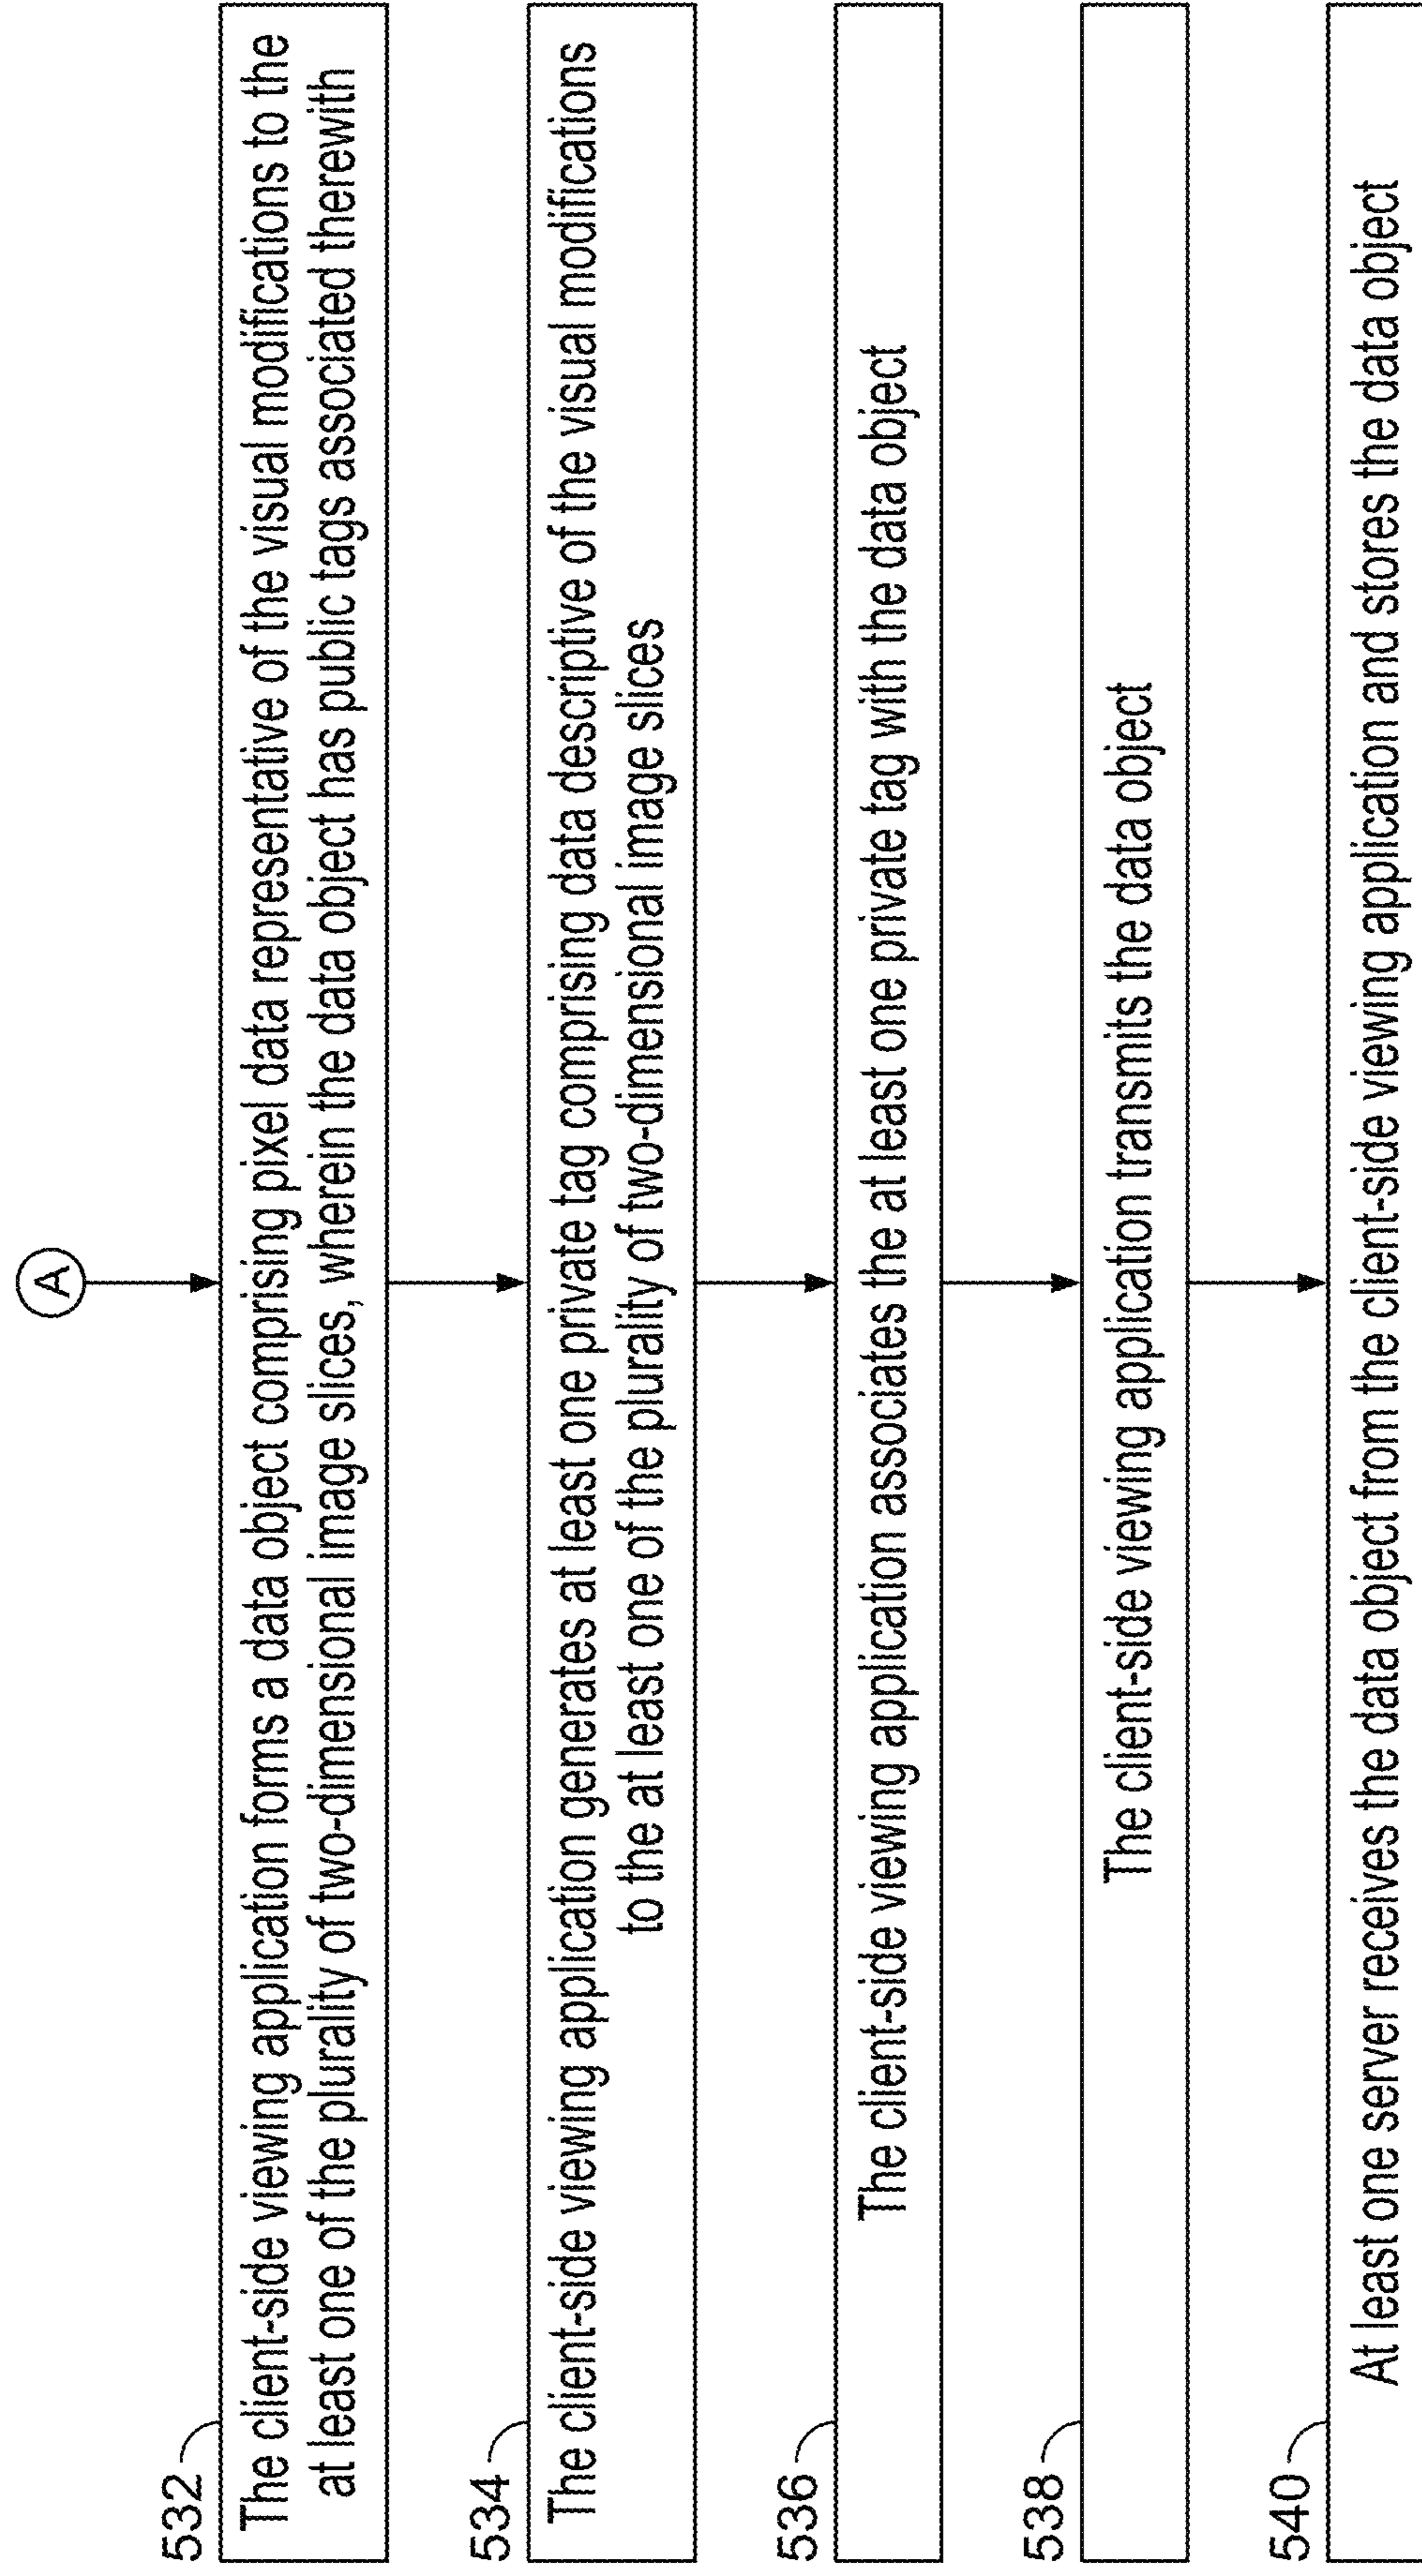 A
532
The client-side viewing application forms a data object comprising pixel data representative of the visual modifications to the
at least one of the plurality of two-dimensional image slices, wherein the data object has public tags associated therewith
534
The client-side viewing application generates at least one private tag comprising data descriptive of the visual modifications
to the at least one of the plurality of two-dimensional image slices
536
The client-side viewing application associates the at least one private tag with the data object
538
The client-side viewing application transmits the data object
540
At least one server receives the data object from the client-side viewing application and stores the data object